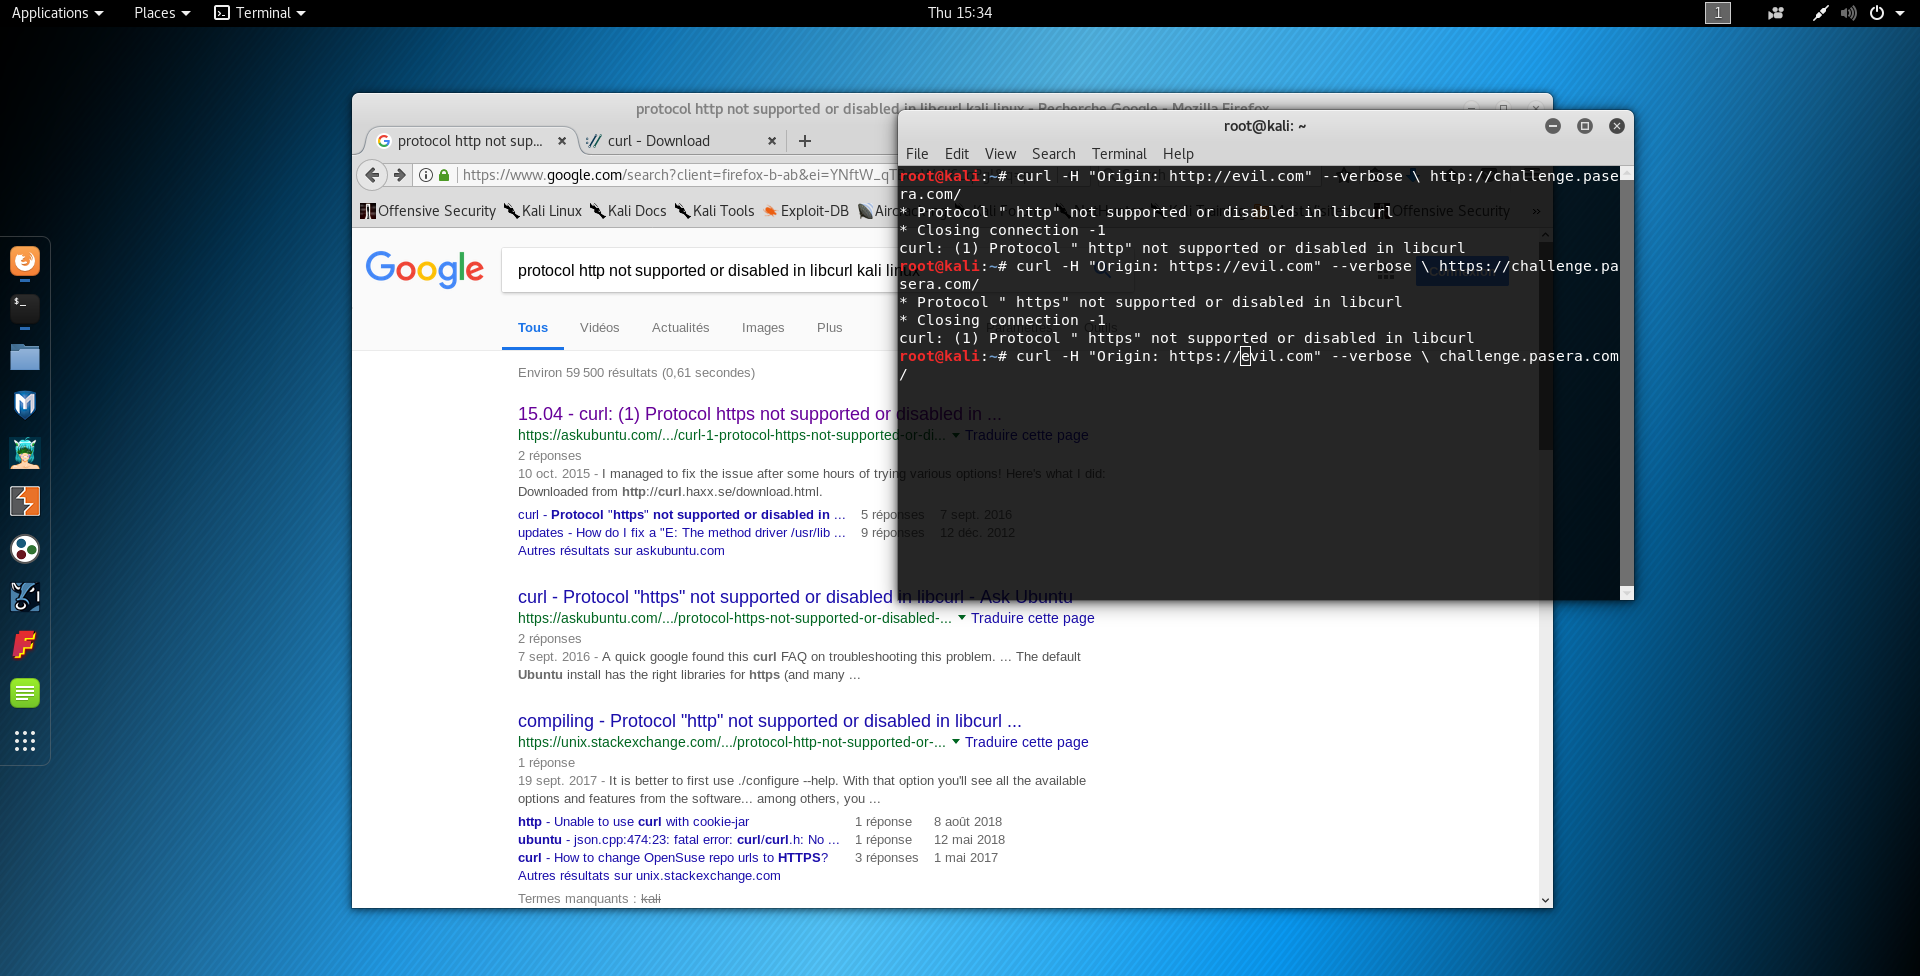 Applications
Places
Terminal
Thu 15:34
1
protocol http not supported or disabled in libcurl kali linux - Recherche Google - Mozilla Firefox
protocol http not sup...
curl - Download
https://www.google.com/search?client=firefox-b-ab&ei=YNftW_qT
Offensive Security
Kali Linux
Kali Docs
Kali Tools
Exploit-DB
Offensive Security
»
Google
protocol http not supported or disabled in libcurl kali linux
Tous
Vidéos
Actualités
Images
Plus
Environ 59 500 résultats (0,61 secondes)
15.04 - curl: (1) Protocol https not supported or disabled in ...
https://askubuntu.com/.../curl-1-protocol-https-not-supported-or-di... Traduire cette page
2 réponses
10 oct. 2015 - I managed to fix the issue after some hours of trying various options! Here's what I did:
Downloaded from http://curl.haxx.se/download.html.
curl - Protocol "https" not supported or disabled in ... 5 réponses 7 sept. 2016
updates - How do I fix a "E: The method driver /usr/lib ... 9 réponses 12 déc. 2012
Autres résultats sur askubuntu.com
curl - Protocol "https" not supported or disabled in libcurl - Ask Ubuntu
https://askubuntu.com/.../protocol-https-not-supported-or-disabled-... Traduire cette page
2 réponses
7 sept. 2016 - A quick google found this curl FAQ on troubleshooting this problem. ... The default
Ubuntu install has the right libraries for https (and many ...
compiling - Protocol "http" not supported or disabled in libcurl ...
https://unix.stackexchange.com/.../protocol-http-not-supported-or-... Traduire cette page
1 réponse
19 sept. 2017 - It is better to first use ./configure --help. With that option you'll see all the available
options and features from the software... among others, you ...
http - Unable to use curl with cookie-jar 1 réponse 8 août 2018
ubuntu - json.cpp:474:23: fatal error: curl/curl.h: No ... 1 réponse 12 mai 2018
curl - How to change OpenSuse repo urls to HTTPS? 3 réponses 1 mai 2017
Autres résultats sur unix.stackexchange.com
Termes manquants : kali
root@kali: ~
File Edit View Search Terminal Help
root@kali:~# curl -H "Origin: http://evil.com" --verbose \ http://challenge.pase
ra.com/
* Protocol " http" not supported or disabled in libcurl
* Closing connection -1
curl: (1) Protocol " http" not supported or disabled in libcurl
root@kali:~# curl -H "Origin: https://evil.com" --verbose \ https://challenge.pa
sera.com/
* Protocol " https" not supported or disabled in libcurl
* Closing connection -1
curl: (1) Protocol " https" not supported or disabled in libcurl
root@kali:~# curl -H "Origin: https://evil.com" --verbose \ challenge.pasera.com
/